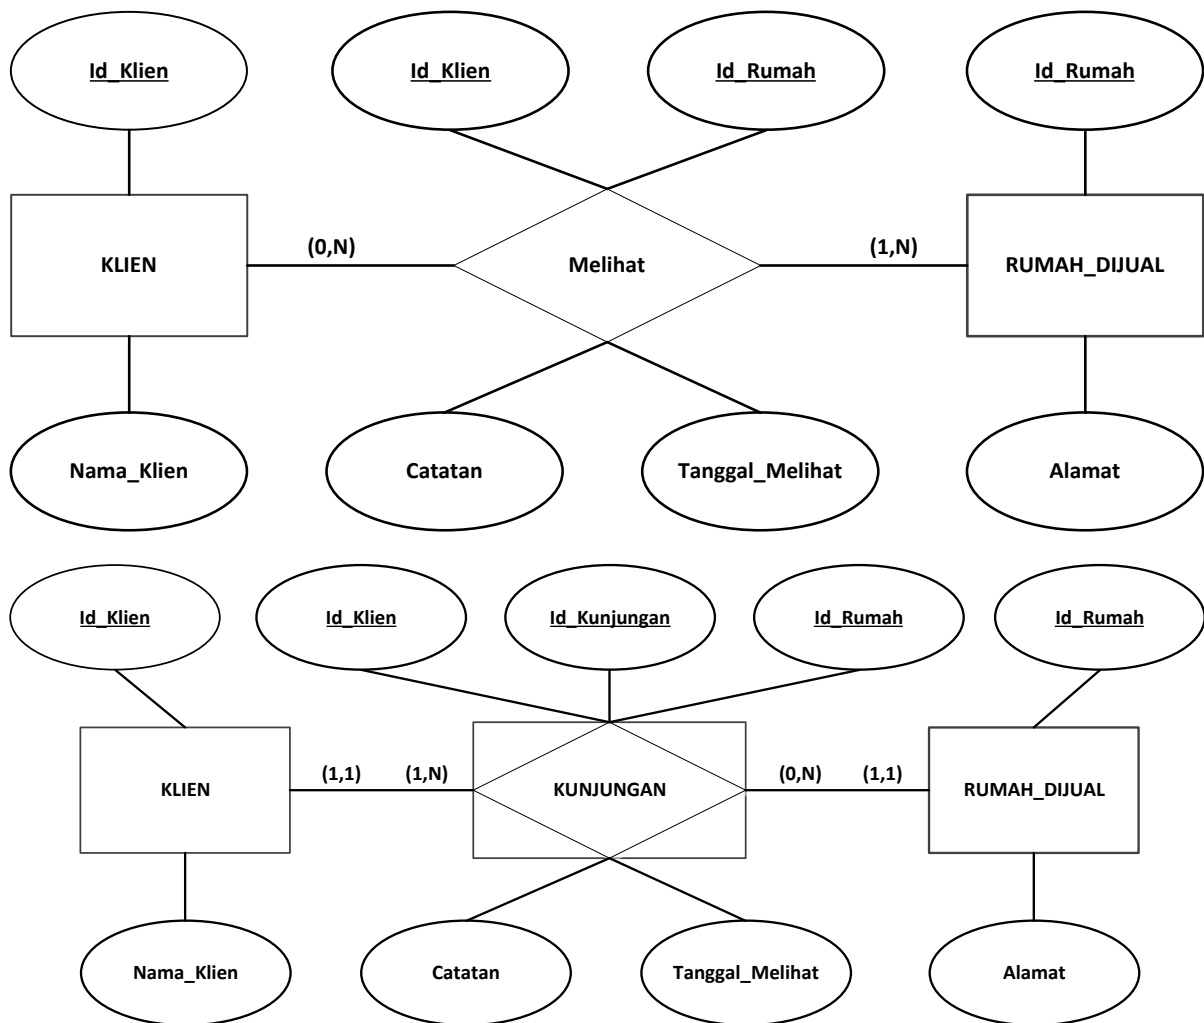 Id_Klien Id_Klien Id_Rumah Id_Rumah
(0,N) (1,N)
KLIEN Melihat RUMAH_DIJUAL
Nama_Klien Catatan Tanggal_Melihat Alamat
Id_Klien Id_Klien Id_Kunjungan Id_Rumah Id_Rumah
(1,1) (1,N) (0,N) (1,1)
KLIEN KUNJUNGAN RUMAH_DIJUAL
Nama_Klien Catatan Tanggal_Melihat Alamat